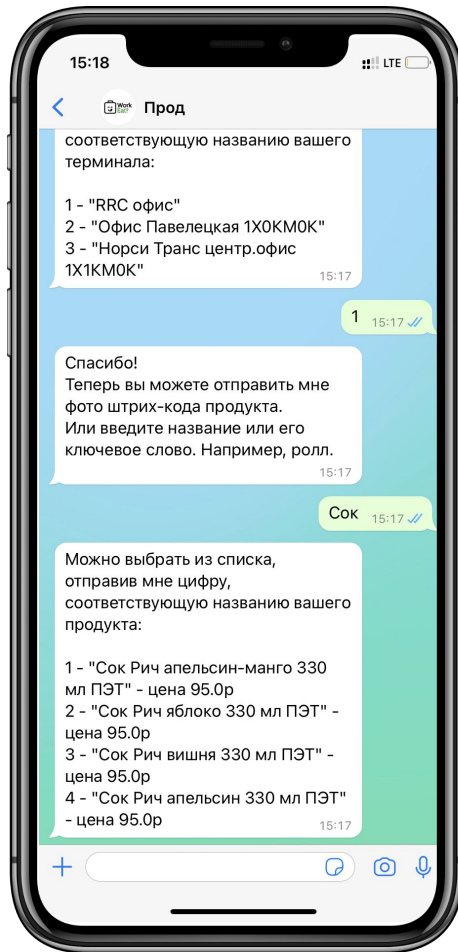 15:18
LTE
Work
Eat?
Прод
соответствующую названию вашего
терминала:
1 - "RRC офис"
2 - "Офис Павелецкая 1X0KM0K"
3 - "Норси Транс центр.офис
1X1KM0K"
15:17
1 15:17
Спасибо!
Теперь вы можете отправить мне
фото штрих-кода продукта.
Или введите название или его
ключевое слово. Например, ролл.
15:17
Сок 15:17
Можно выбрать из списка,
отправив мне цифру,
соответствующую названию вашего
продукта:
1 - "Сок Рич апельсин-манго 330
мл ПЭТ" - цена 95.0р
2 - "Сок Рич яблоко 330 мл ПЭТ" -
цена 95.0р
3 - "Сок Рич вишня 330 мл ПЭТ" -
цена 95.0р
4 - "Сок Рич апельсин 330 мл ПЭТ"
- цена 95.0р
15:17